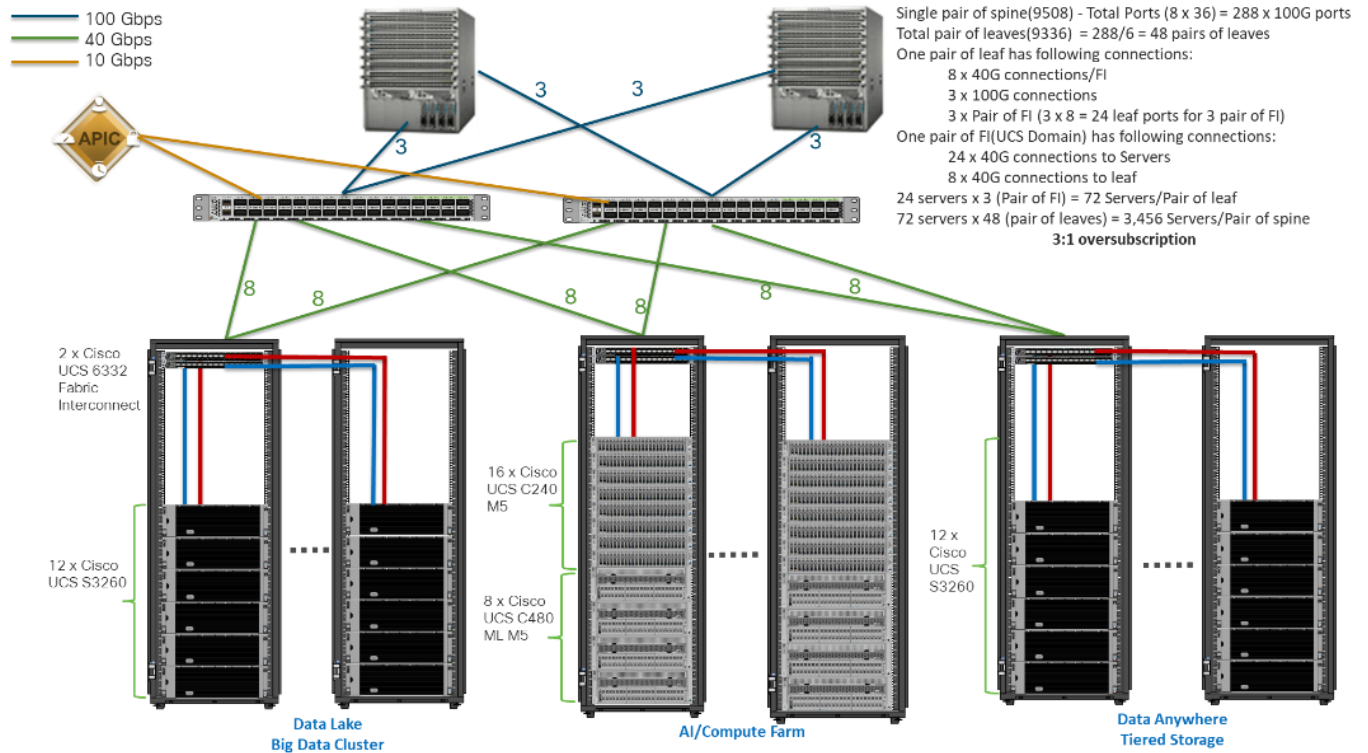 100 Gbps
40 Gbps
10 Gbps
APIC
Single pair of spine(9508) - Total Ports (8 x 36) = 288 x 100G ports
Total pair of leaves(9336) = 288/6 = 48 pairs of leaves
One pair of leaf has following connections:
8 x 40G connections/FI
3 x 100G connections
3 x Pair of FI (3 x 8 = 24 leaf ports for 3 pair of FI)
One pair of FI(UCS Domain) has following connections:
24 x 40G connections to Servers
8 x 40G connections to leaf
24 servers x 3 (Pair of FI) = 72 Servers/Pair of leaf
72 servers x 48 (pair of leaves) = 3,456 Servers/Pair of spine
3:1 oversubscription
3
3
3
3
8
8
8
8
8
8
2 x Cisco
UCS 6332
Fabric
Interconnect
12 x Cisco
UCS S3260
16 x Cisco
UCS C240
M5
8 x Cisco
UCS C480
ML M5
12 x
Cisco
UCS
S3260
Data Lake
Big Data Cluster
AI/Compute Farm
Data Anywhere
Tiered Storage